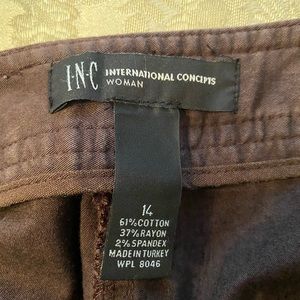 I·N·C INTERNATIONAL CONCEPTS
WOMAN
14
61% COTTON
37% RAYON
2% SPANDEX
MADE IN TURKEY
WPL 8046